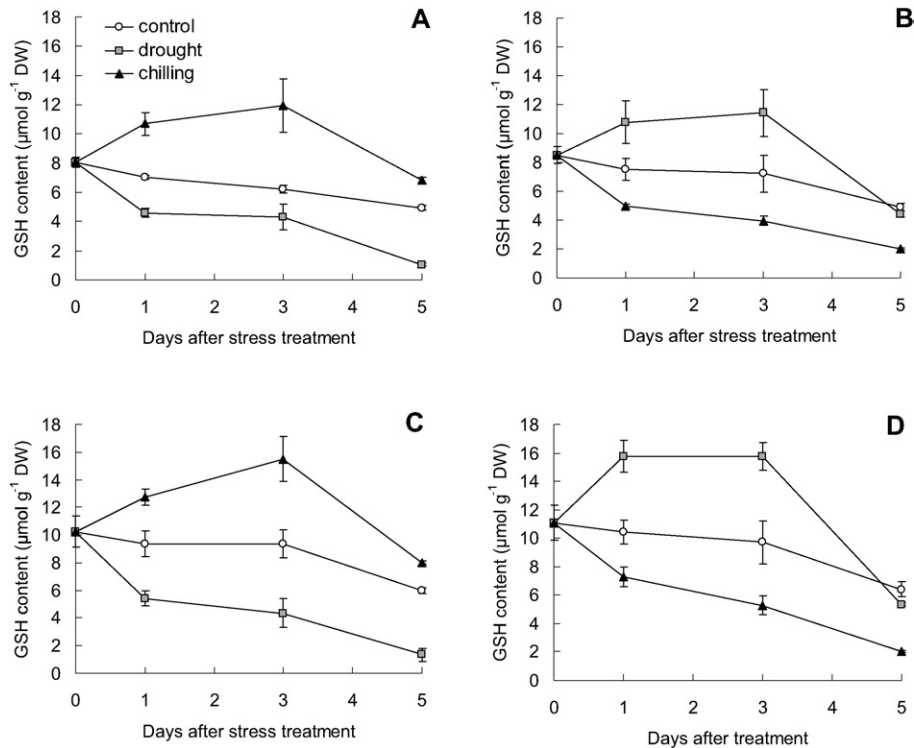 A
control
drought
chilling
GSH content (µmol g⁻¹ DW)
18
16
14
12
10
8
6
4
2
0
0 1 2 3 4 5
Days after stress treatment
B
GSH content (µmol g⁻¹ DW)
18
16
14
12
10
8
6
4
2
0
0 1 2 3 4 5
Days after stress treatment
C
GSH content (µmol g⁻¹ DW)
18
16
14
12
10
8
6
4
2
0
0 1 2 3 4 5
Days after stress treatment
D
GSH content (µmol g⁻¹ DW)
18
16
14
12
10
8
6
4
2
0
0 1 2 3 4 5
Days after treatment